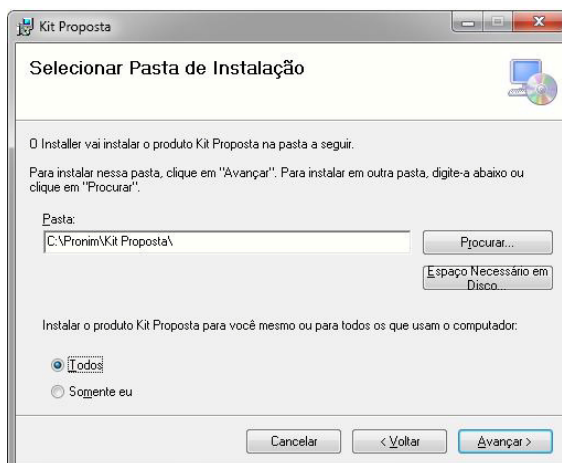 Kit Proposta
Selecionar Pasta de Instalação
O Installer vai instalar o produto Kit Proposta na pasta a seguir.
Para instalar nessa pasta, clique em "Avançar". Para instalar em outra pasta, digite-a abaixo ou
clique em "Procurar".
Pasta:
C:\Pronim\Kit Proposta\
Procurar...
Espaço Necessário em
Disco...
Instalar o produto Kit Proposta para você mesmo ou para todos os que usam o computador:
Todos
Somente eu
Cancelar
< Voltar
Avançar >